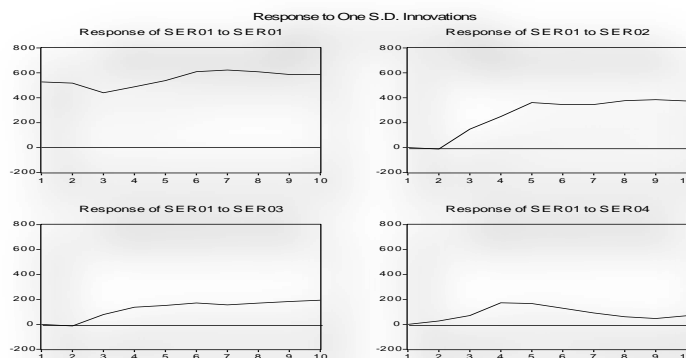 Response to One S.D. Innovations
Response of SER01 to SER01
800
600
400
200
0
-200
1 2 3 4 5 6 7 8 9 10
Response of SER01 to SER02
800
600
400
200
0
-200
1 2 3 4 5 6 7 8 9
Response of SER01 to SER03
800
600
400
200
0
-200
1 2 3 4 5 6 7 8 9 10
Response of SER01 to SER04
800
600
400
200
0
-200
1 2 3 4 5 6 7 8 9